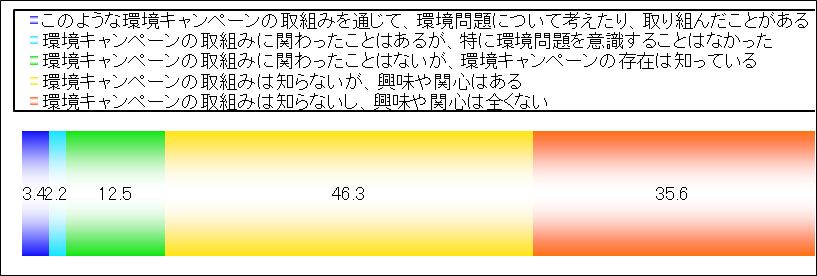 このような環境キャンペーンの取組みを通じて、環境問題について考えたり、取り組んだことがある
環境キャンペーンの取組みに関わったことはあるが、特に環境問題を意識することはなかった
環境キャンペーンの取組みに関わったことはないが、環境キャンペーンの存在は知っている
環境キャンペーンの取組みは知らないが、興味や関心はある
環境キャンペーンの取組みは知らないし、興味や関心は全くない
3.4 2.2 12.5 46.3 35.6